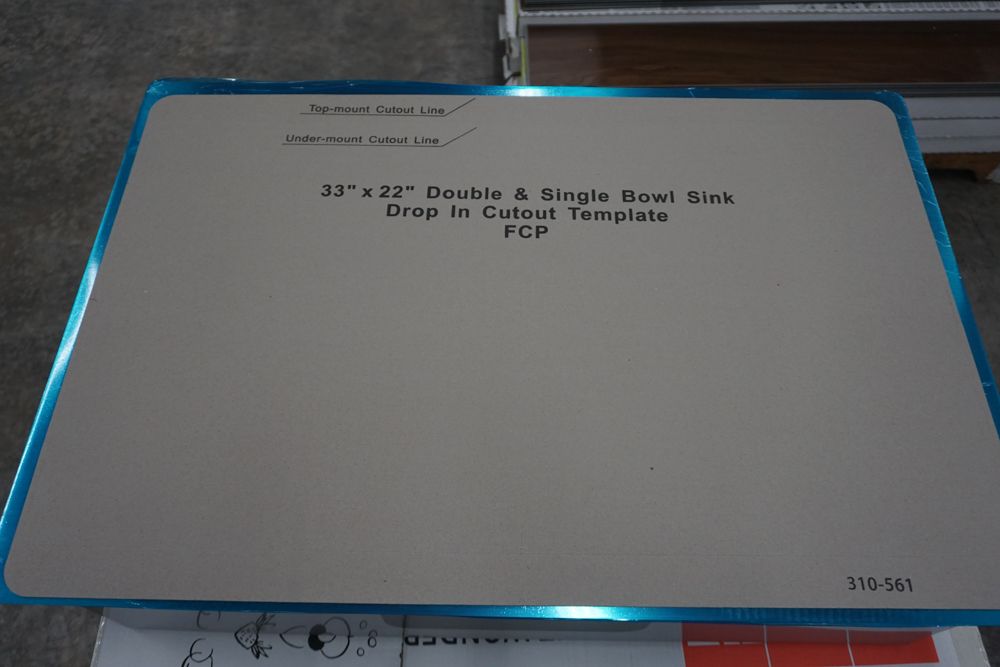 Top-mount Cutout Line
Under-mount Cutout Line
33" x 22" Double & Single Bowl Sink
Drop In Cutout Template
FCP
310-561